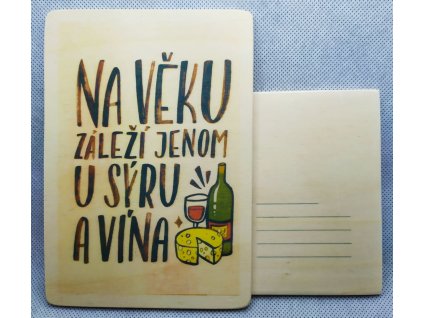 NA VĚKU
ZÁLEŽÍ JENOM
U SÝRU
A VÍNA